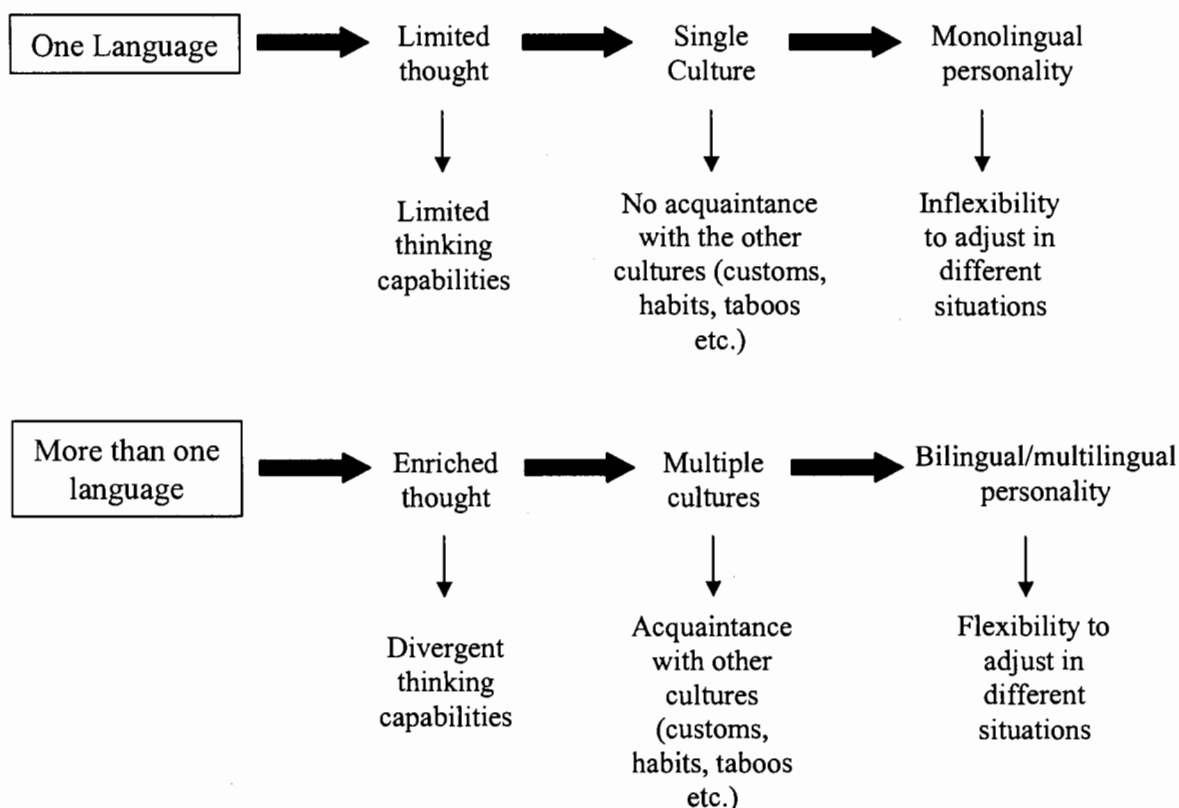 One Language
Limited
thought
Single
Culture
Monolingual
personality
Limited
thinking
capabilities
No acquaintance
with the other
cultures (customs,
habits, taboos
etc.)
Inflexibility
to adjust in
different
situations
More than one
language
Enriched
thought
Multiple
cultures
Bilingual/multilingual
personality
Divergent
thinking
capabilities
Acquaintance
with other
cultures
(customs,
habits, taboos
etc.)
Flexibility to
adjust in
different
situations